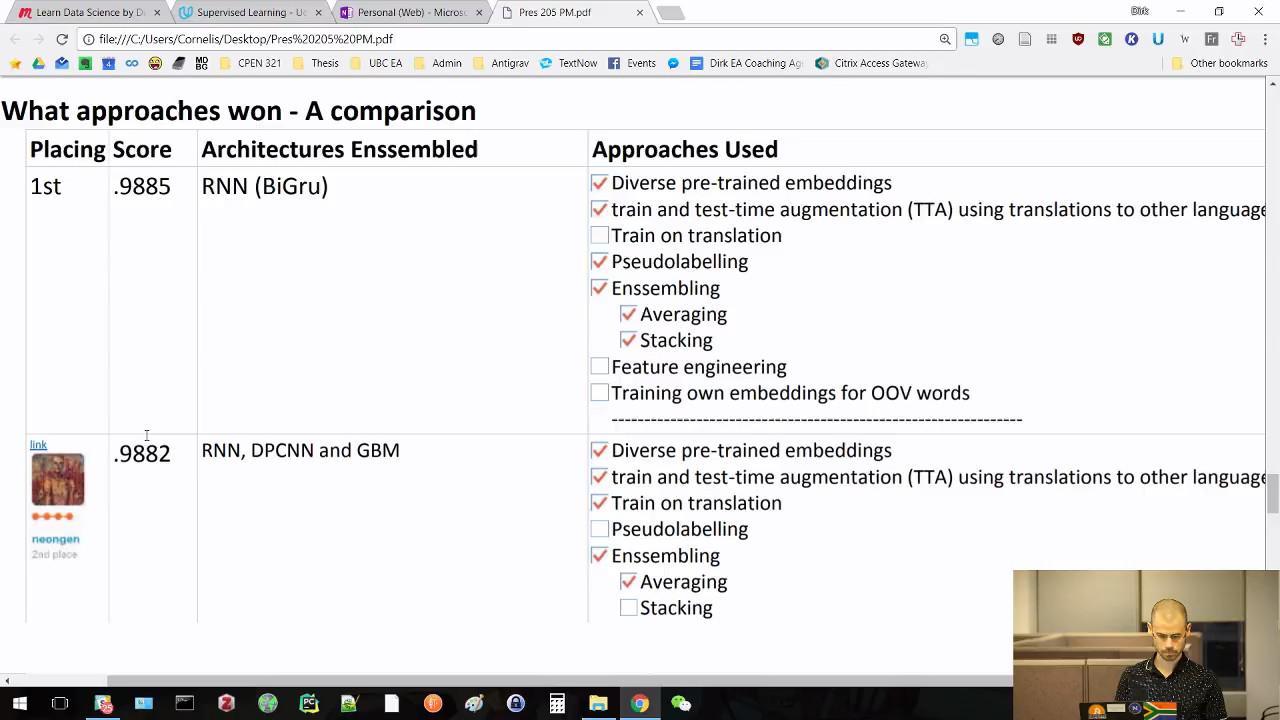 Learn Data Science by D
Supervised Learning - Uc
Personal (Web) - Micros
Pres 205 PM.pdf
Dirk
file:///C:/Users/Cornelis/Desktop/Pres%20205%20PM.pdf
CPEN 321
Thesis
UBC EA
Admin
Antigrav
TextNow
Events
Dirk EA Coaching Ag
Citrix Access Gateway
Other bookmarks
What approaches won - A comparison
Placing Score Architectures Enssembled Approaches Used
1st .9885 RNN (BiGru)
Diverse pre-trained embeddings
train and test-time augmentation (TTA) using translations to other language
Train on translation
Pseudolabelling
Enssembling
Averaging
Stacking
Feature engineering
Training own embeddings for OOV words
---------------------------------------------------------------
link
.9882 RNN, DPCNN and GBM
neongen
2nd place
Diverse pre-trained embeddings
train and test-time augmentation (TTA) using translations to other language
Train on translation
Pseudolabelling
Enssembling
Averaging
Stacking